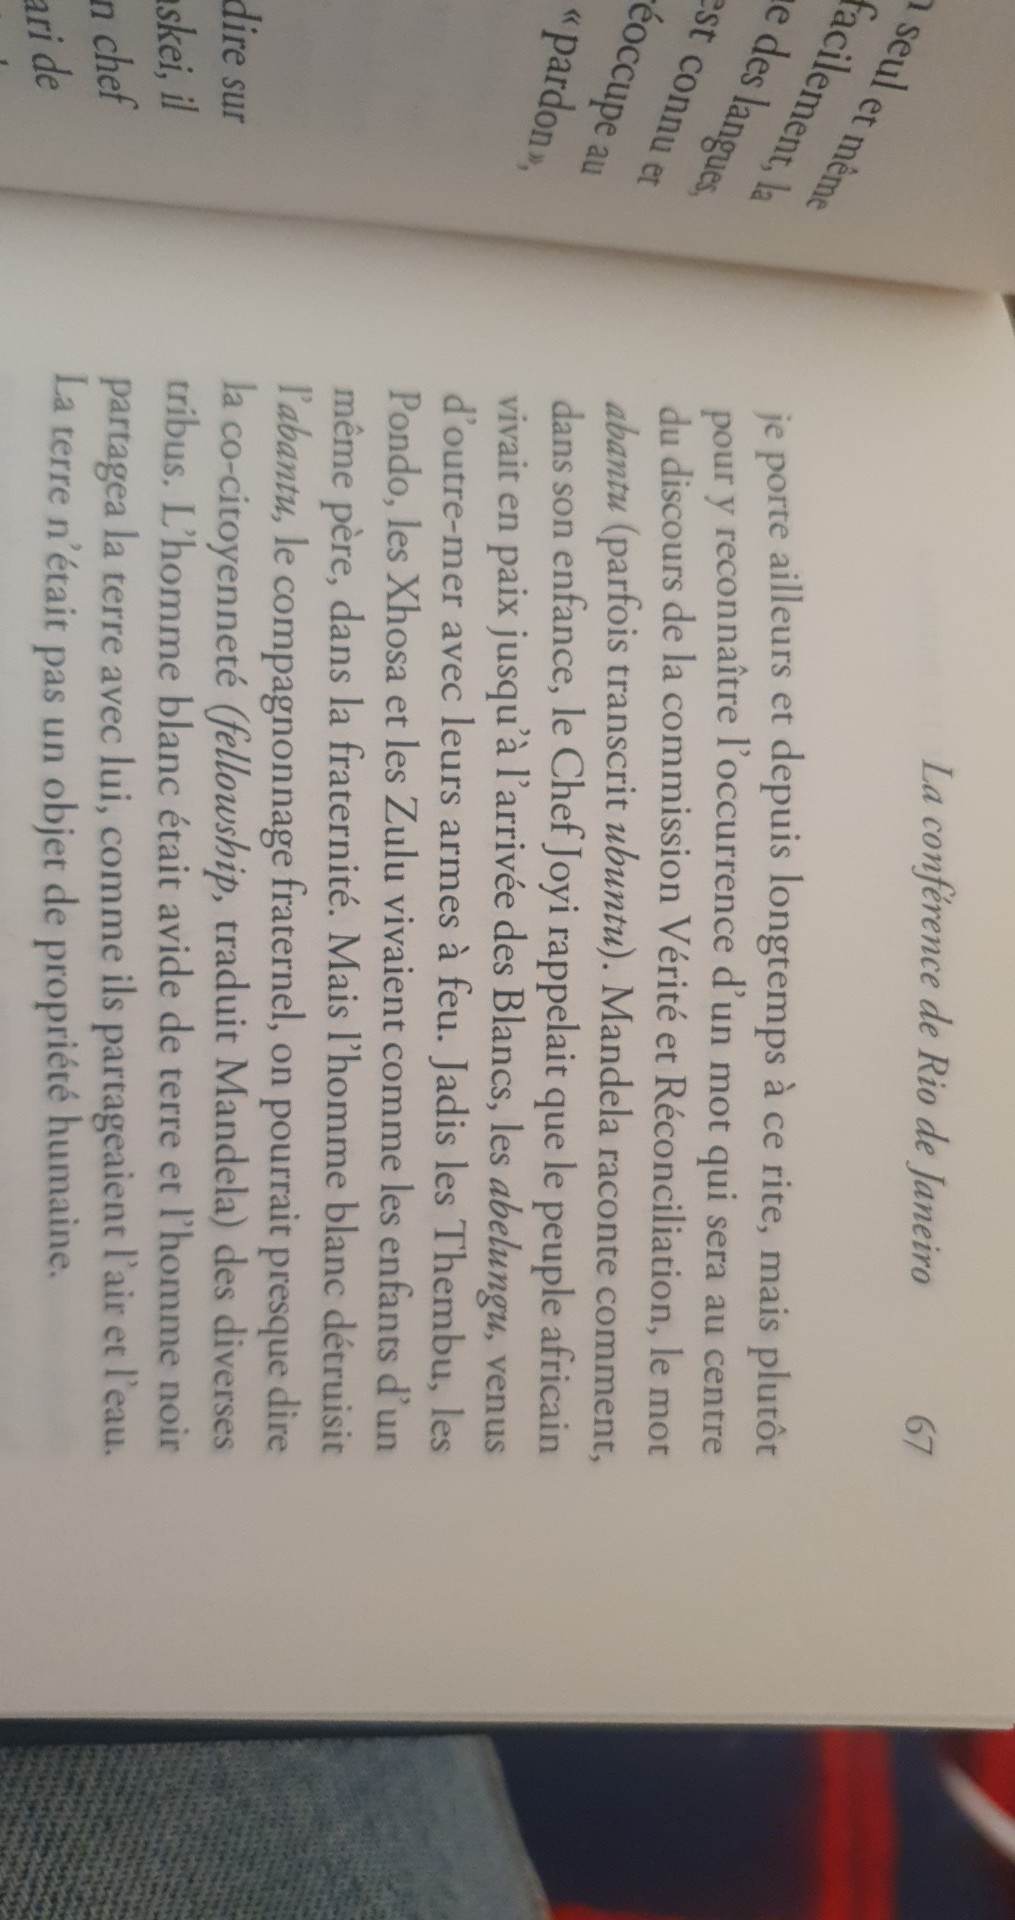 n seul et même
facilement, la
e des langues,
est connu et
éoccupe au
« pardon »,
dire sur
skei, il
n chef
ari de
La conférence de Rio de Janeiro 67
je porte ailleurs et depuis longtemps à ce rite, mais plutôt
pour y reconnaître l'occurrence d'un mot qui sera au centre
du discours de la commission Vérité et Réconciliation, le mot
abantu (parfois transcrit ubuntu). Mandela raconte comment,
dans son enfance, le Chef Joyi rappelait que le peuple africain
vivait en paix jusqu'à l'arrivée des Blancs, les abelungu, venus
d'outre-mer avec leurs armes à feu. Jadis les Thembu, les
Pondo, les Xhosa et les Zulu vivaient comme les enfants d'un
même père, dans la fraternité. Mais l'homme blanc détruisit
l'abantu, le compagnonnage fraternel, on pourrait presque dire
la co-citoyenneté (fellowship, traduit Mandela) des diverses
tribus. L'homme blanc était avide de terre et l'homme noir
partagea la terre avec lui, comme ils partageaient l'air et l'eau.
La terre n'était pas un objet de propriété humaine.